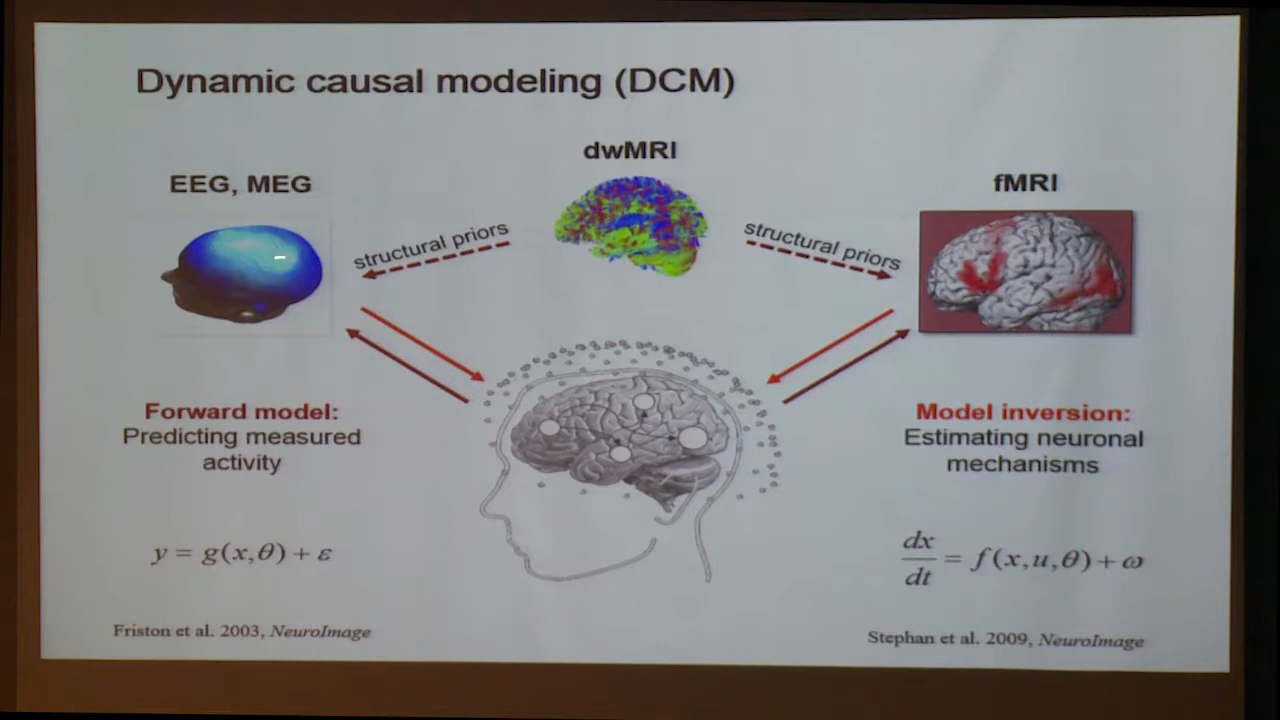 Dynamic causal modeling (DCM)
dwMRI
EEG, MEG
fMRI
structural priors
structural priors
Forward model:
Predicting measured
activity
Model inversion:
Estimating neuronal
mechanisms
y = g(x,θ) + ε
dx/dt = f(x,u,θ) + ω
Friston et al. 2003, NeuroImage
Stephan et al. 2009, NeuroImage